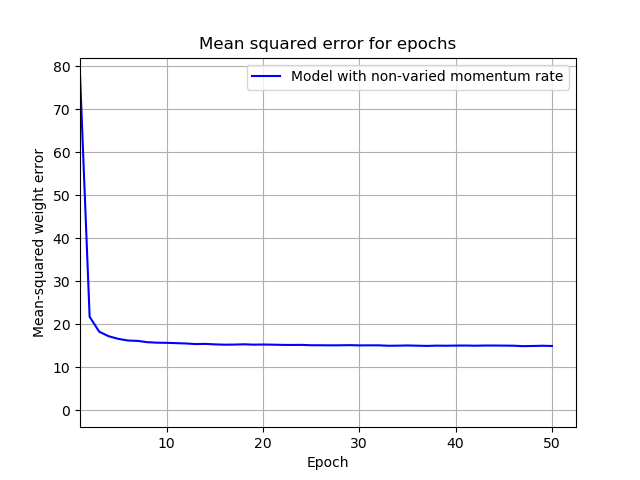 Mean squared error for epochs
Model with non-varied momentum rate
Mean-squared weight error
80
70
60
50
40
30
20
10
0
10 20 30 40 50
Epoch